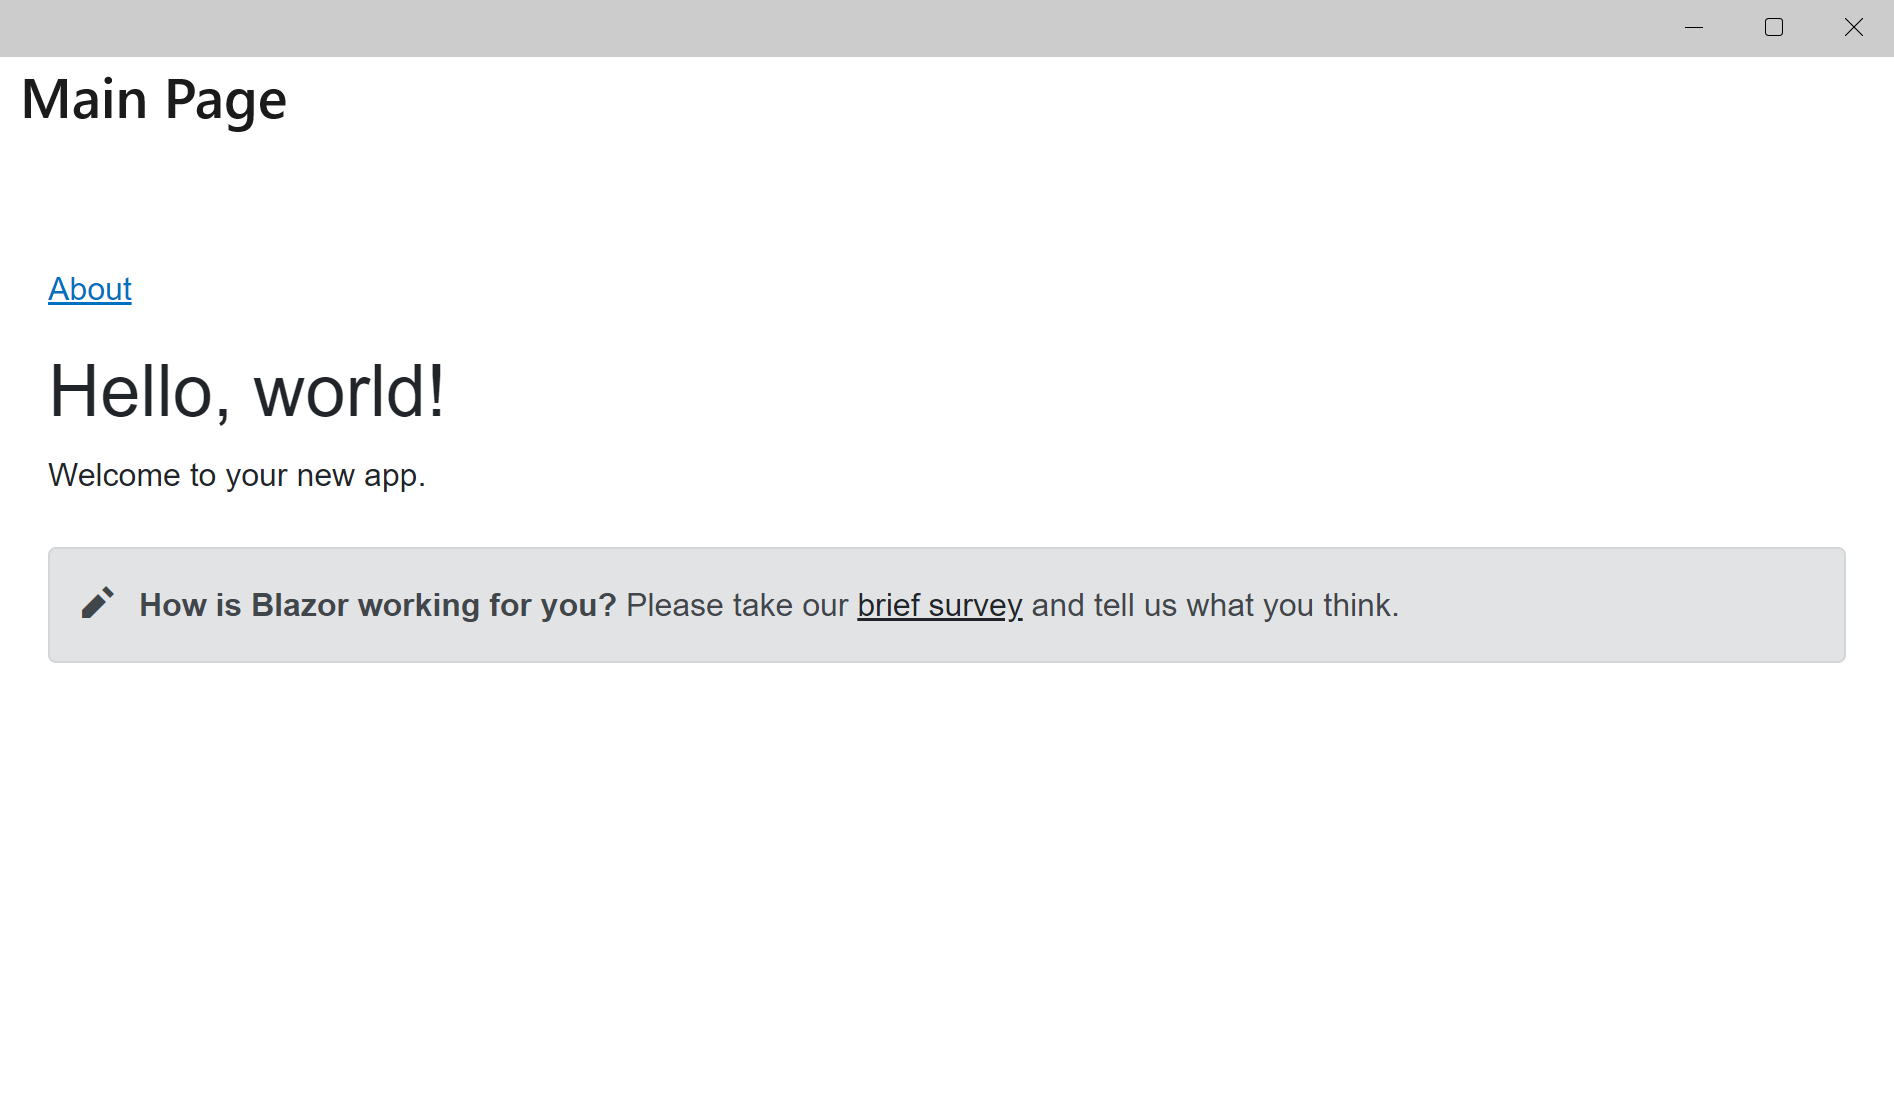 Main Page
About
Hello, world!
Welcome to your new app.
How is Blazor working for you? Please take our brief survey and tell us what you think.